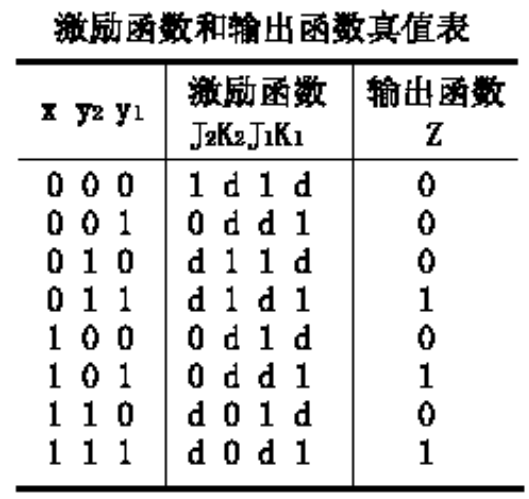 激励函数和输出函数真值表
x y₂ y₁ 激励函数 J₂K₂J₁K₁ 输出函数 Z
0 0 0 1 d 1 d 0
0 0 1 0 d d 1 0
0 1 0 d 1 1 d 0
0 1 1 d 1 d 1 1
1 0 0 0 d 1 d 0
1 0 1 0 d d 1 1
1 1 0 d 0 1 d 0
1 1 1 d 0 d 1 1